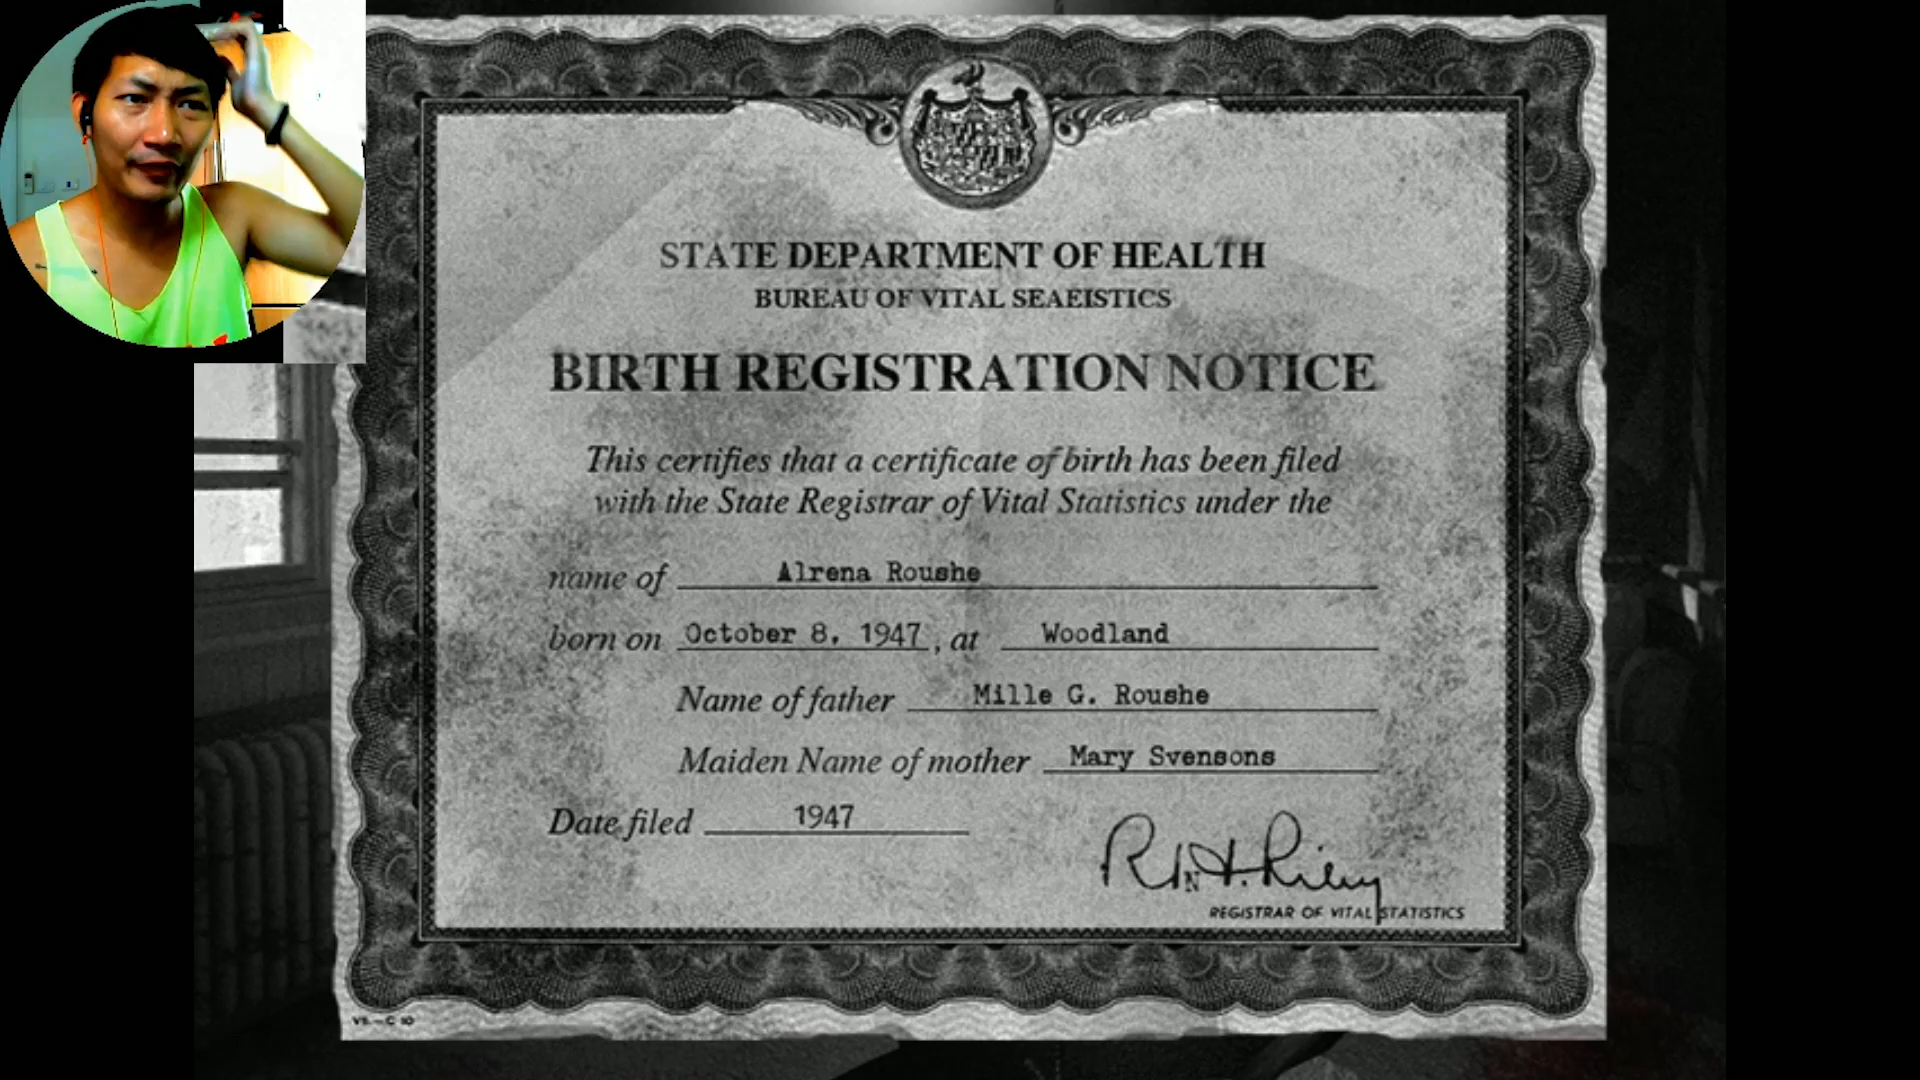 STATE DEPARTMENT OF HEALTH
BUREAU OF VITAL SEAEISTICS
BIRTH REGISTRATION NOTICE
This certifies that a certificate of birth has been filed
with the State Registrar of Vital Statistics under the
name of Alrena Roushe
born on October 8, 1947, at Woodland
Name of father Mille G. Roushe
Maiden Name of mother Mary Svensons
Date filed 1947
REGISTRAR OF VITAL STATISTICS